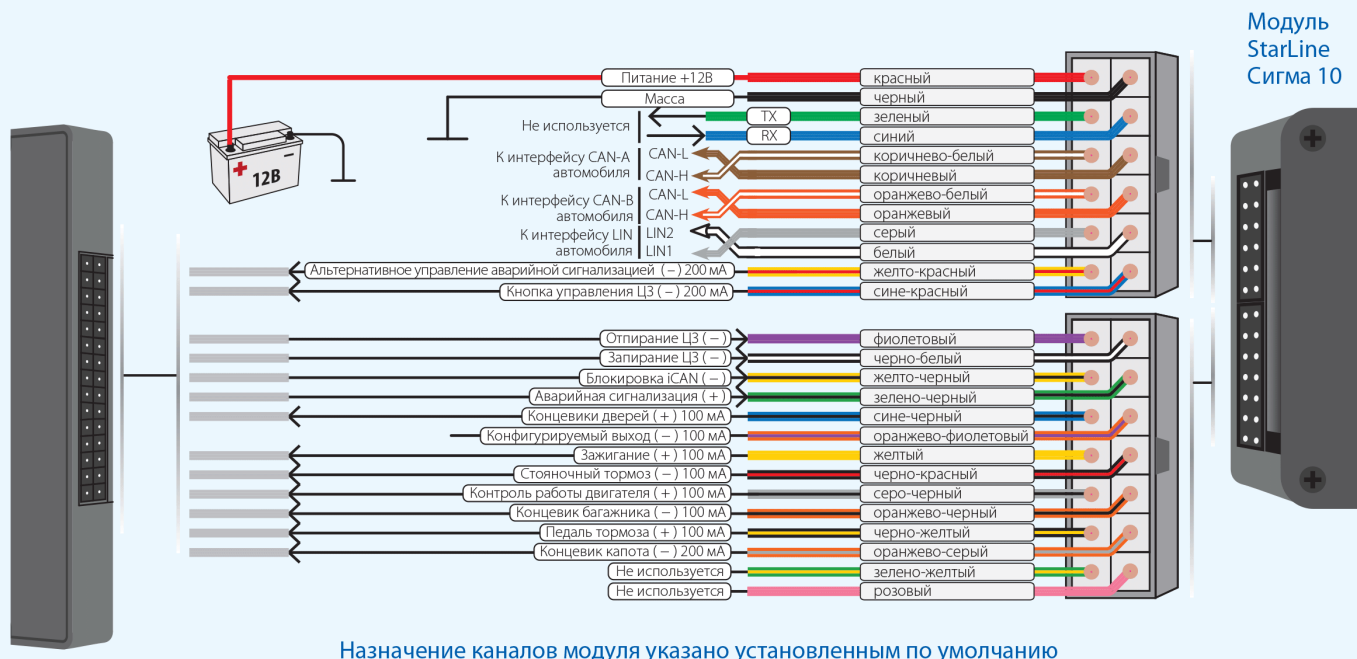 Модуль
StarLine
Сигма 10
Питание +12В красный
Масса черный
Не используется TX зеленый
RX синий
К интерфейсу CAN-A
автомобиля
CAN-L коричнево-белый
CAN-H коричневый
К интерфейсу CAN-B
автомобиля
CAN-L оранжево-белый
CAN-H оранжевый
К интерфейсу LIN
автомобиля
LIN2 серый
LIN1 белый
12В
Альтернативное управление аварийной сигнализацией ( − ) 200 мА желто-красный
Кнопка управления ЦЗ ( − ) 200 мА сине-красный
Отпирание ЦЗ ( − ) фиолетовый
Запирание ЦЗ ( − ) черно-белый
Блокировка iCAN ( − ) желто-черный
Аварийная сигнализация ( + ) зелено-черный
Концевики дверей ( + ) 100 мА сине-черный
Конфигурируемый выход ( − ) 100 мА оранжево-фиолетовый
Зажигание ( + ) 100 мА желтый
Стояночный тормоз ( − ) 100 мА черно-красный
Контроль работы двигателя ( + ) 100 мА серо-черный
Концевик багажника ( − ) 100 мА оранжево-черный
Педаль тормоза ( + ) 100 мА черно-желтый
Концевик капота ( − ) 200 мА оранжево-серый
Не используется зелено-желтый
Не используется розовый
Назначение каналов модуля указано установленным по умолчанию